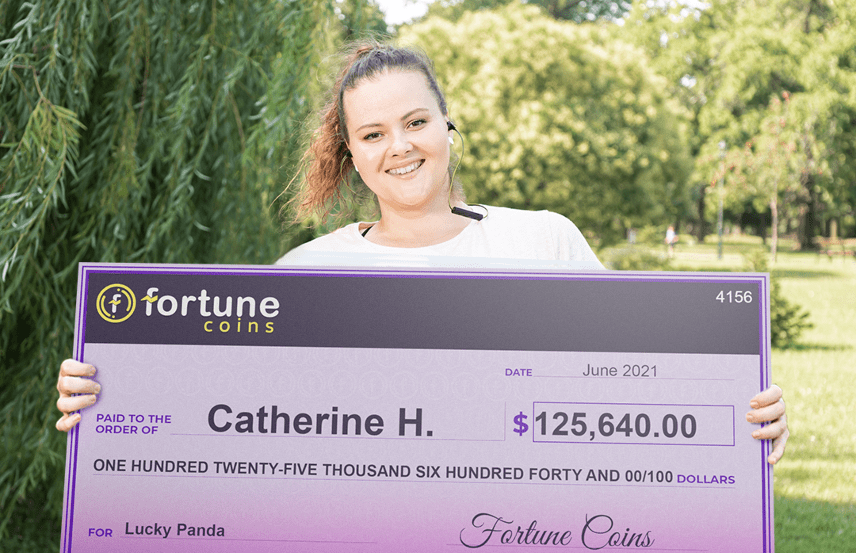 fortune
coins
4156
DATE June 2021
PAID TO THE
ORDER OF Catherine H. $ 125,640.00
ONE HUNDRED TWENTY-FIVE THOUSAND SIX HUNDRED FORTY AND 00/100 DOLLARS
FOR Lucky Panda Fortune Coins